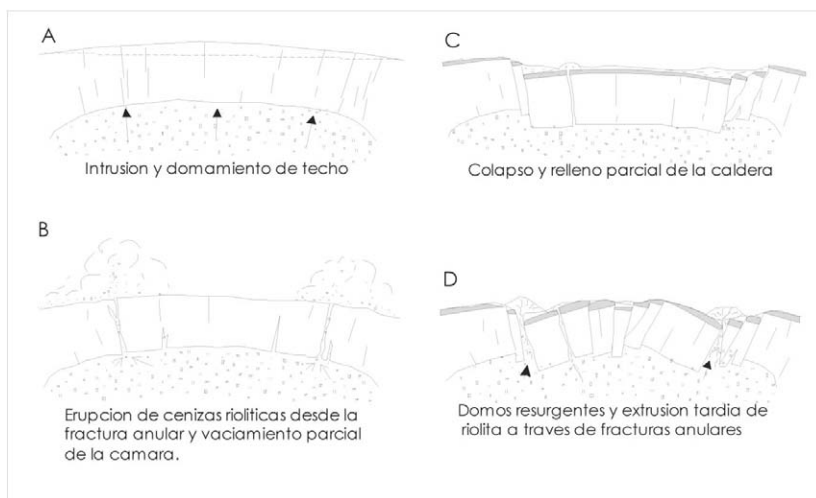 A
Intrusion y domamiento de techo
B
Erupcion de cenizas rioliticas desde la
fractura anular y vaciamiento parcial
de la camara.
C
Colapso y relleno parcial de la caldera
D
Domos resurgentes y extrusion tardia de
riolita a traves de fracturas anulares